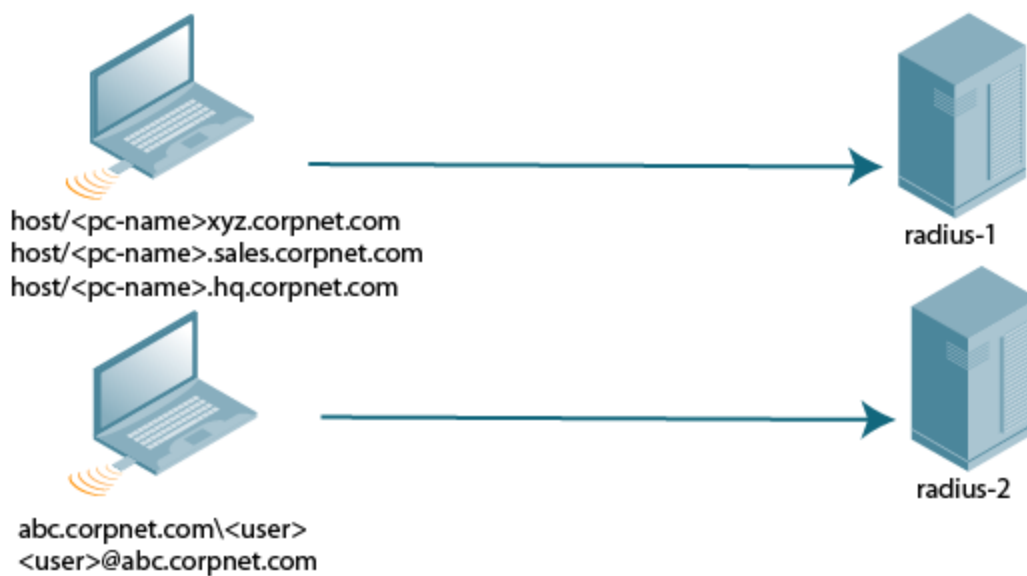 host/<pc-name>xyz.corpnet.com
host/<pc-name>.sales.corpnet.com
host/<pc-name>.hq.corpnet.com
radius-1
abc.corpnet.com\<user>
<user>@abc.corpnet.com
radius-2